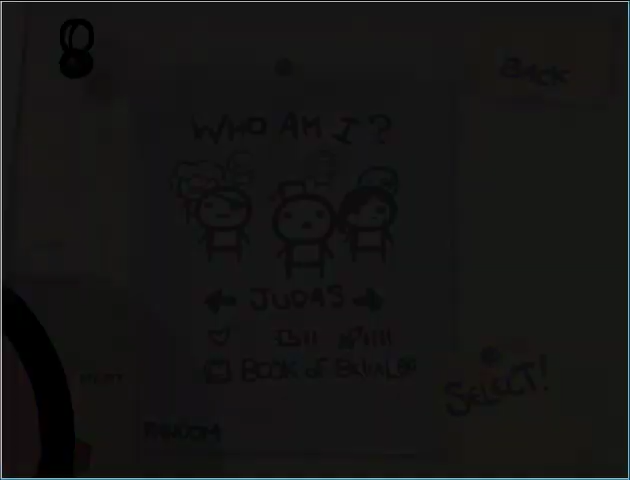 BACK
WHO AM I?
JUDAS
BOOK of BELIAL
SELECT!
RANDOM